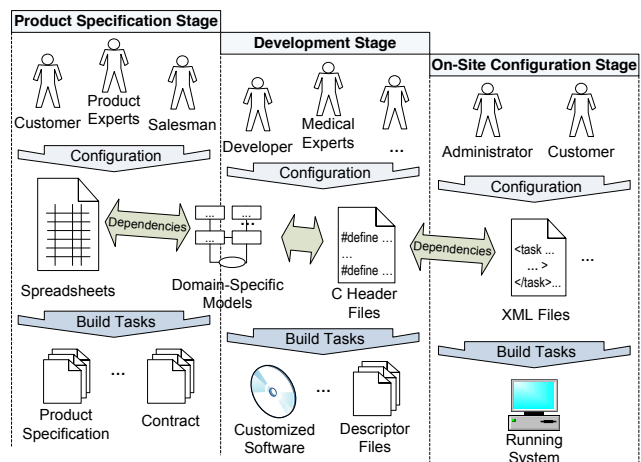 Product Specification Stage
Development Stage
On-Site Configuration Stage
Customer
Product
Experts
Salesman
Developer
Medical
Experts
...
Administrator
Customer
Configuration
Configuration
Configuration
Spreadsheets
Dependencies
...
...
...
...
...
Domain-Specific
Models
#define ...
...
#define ...
C Header
Files
Dependencies
<task ...
... >
</task>...
XML Files
...
Build Tasks
Build Tasks
Build Tasks
Product
Specification
...
Contract
Customized
Software
...
Descriptor
Files
Running
System